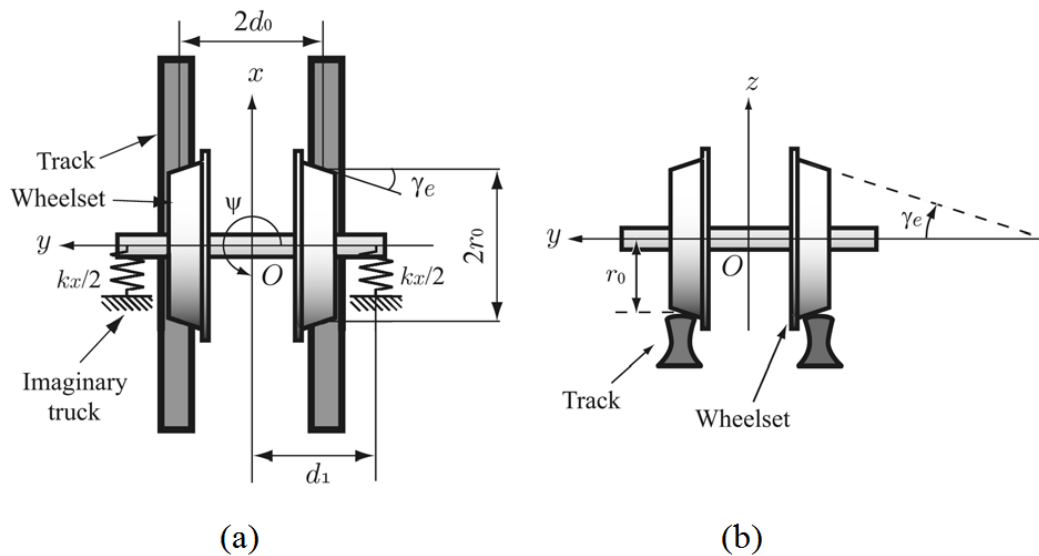 2d₀
x
Track
Wheelset
γₑ
ψ
2r₀
y
O
kx/2
kx/2
Imaginary
truck
d₁
(a)
z
γₑ
y
O
r₀
Track
Wheelset
(b)